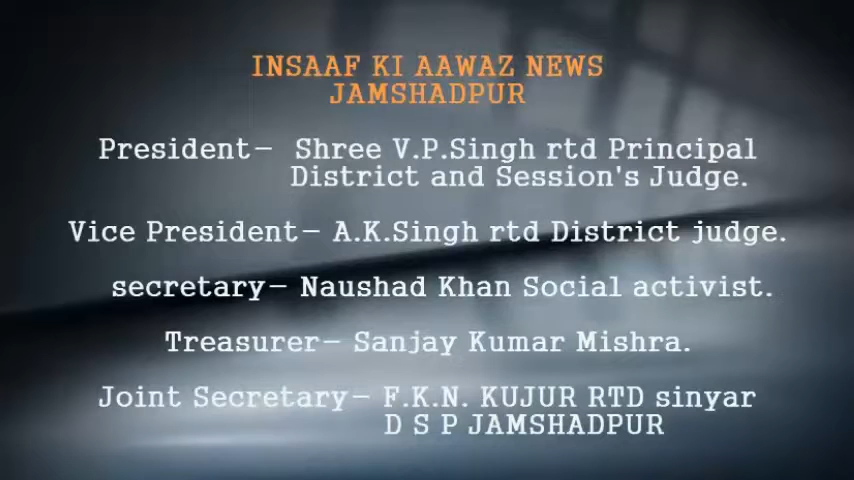 INSAAF KI AAWAZ NEWS
JAMSHADPUR
President- Shree V.P.Singh rtd Principal
District and Session's Judge.
Vice President- A.K.Singh rtd District judge.
secretary- Naushad Khan Social activist.
Treasurer- Sanjay Kumar Mishra.
Joint Secretary- F.K.N. KUJUR RTD sinyar
D S P JAMSHADPUR